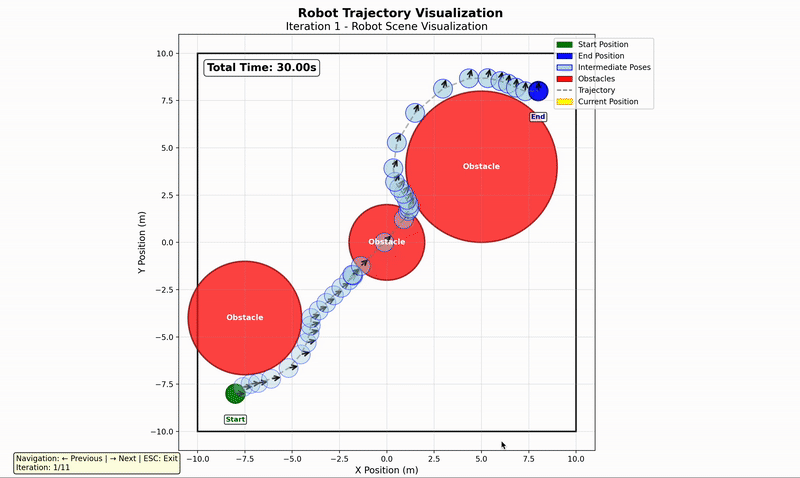 Robot Trajectory Visualization
Iteration 1 - Robot Scene Visualization
Total Time: 30.00s
Start Position
End Position
Intermediate Poses
Obstacles
Trajectory
Current Position
End
Obstacle
Obstacle
Obstacle
Start
10.0
7.5
5.0
2.5
0.0
−2.5
−5.0
−7.5
−10.0
Y Position (m)
−10.0 −7.5 −5.0 −2.5 0.0 2.5 5.0 7.5 10.0
X Position (m)
Navigation: ← Previous | → Next | ESC: Exit
Iteration: 1/11